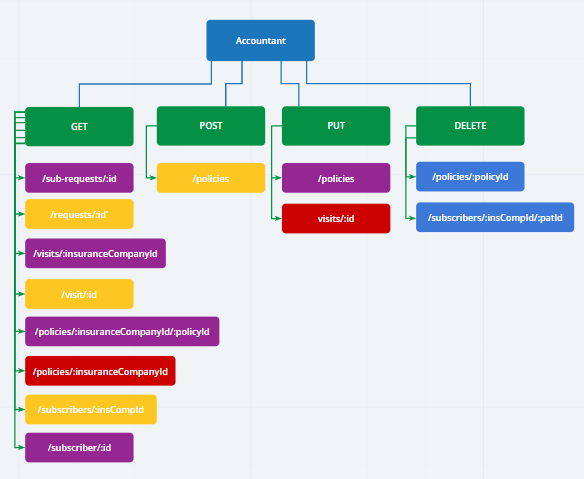 Accountant
GET
POST
PUT
DELETE
/sub-requests/:id
/policies
/policies
/policies/:policyId
/requests/:id'
visits/:id
/subscribers/:insCompId/:patId
/visits/:insuranceCompanyId
/visit/:id
/policies/:insuranceCompanyId/:policyId
/policies/:insuranceCompanyId
/subscribers/:insCompId
/subscriber/:id